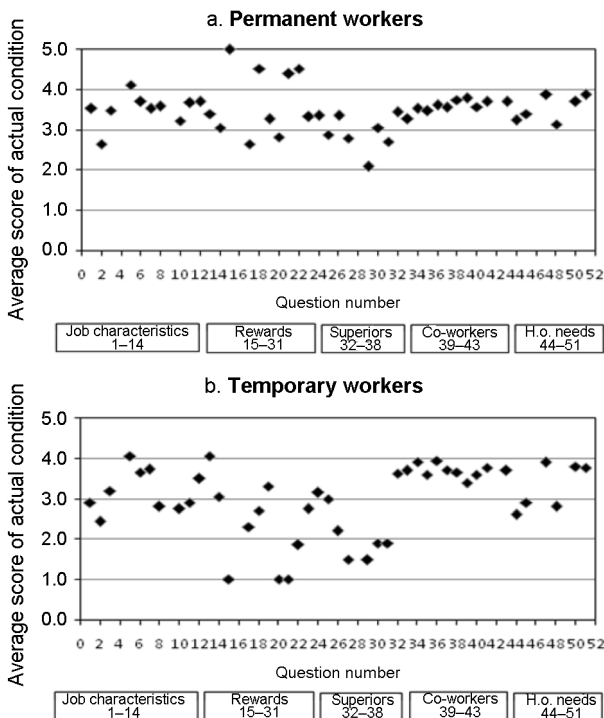 a. Permanent workers
Average score of actual condition
5.0
4.0
3.0
2.0
1.0
0.0
0 2 4 6 8 10 12 14 16 18 20 22 24 26 28 30 32 34 36 38 40 42 44 46 48 50 52
Question number
Job characteristics Rewards Superiors Co-workers H.o. needs
1–14 15–31 32–38 39–43 44–51
b. Temporary workers
Average score of actual condition
5.0
4.0
3.0
2.0
1.0
0.0
0 2 4 6 8 10 12 14 16 18 20 22 24 26 28 30 32 34 36 38 40 42 44 46 48 50 52
Question number
Job characteristics Rewards Superiors Co-workers H.o. needs
1–14 15–31 32–38 39–43 44–51